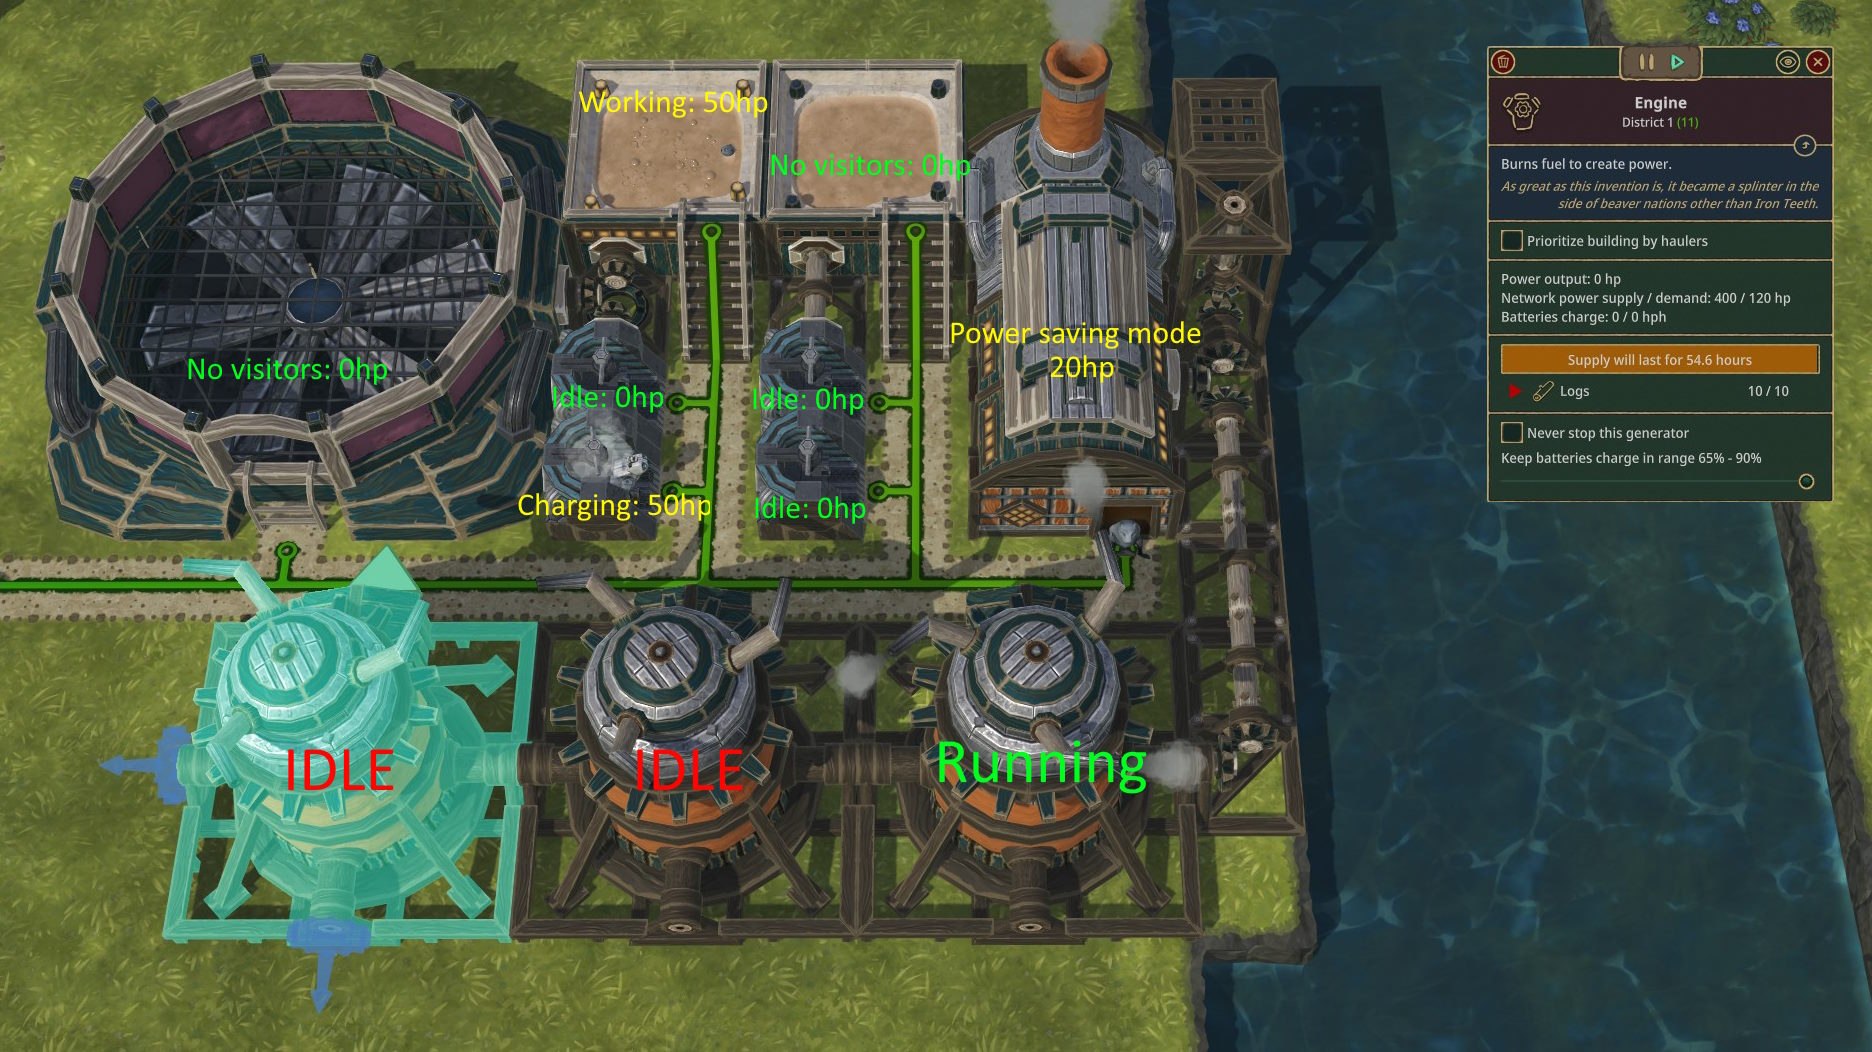 Working: 50hp
No visitors: 0hp
Power saving mode
20hp
No visitors: 0hp
Idle: 0hp
Idle: 0hp
Charging: 50hp
Idle: 0hp
IDLE
IDLE
Running
Engine
District 1 (11)
Burns fuel to create power.
As great as this invention is, it became a splinter in the
side of beaver nations other than Iron Teeth.
Prioritize building by haulers
Power output: 0 hp
Network power supply / demand: 400 / 120 hp
Batteries charge: 0 / 0 hph
Supply will last for 54.6 hours
Logs 10 / 10
Never stop this generator
Keep batteries charge in range 65% - 90%